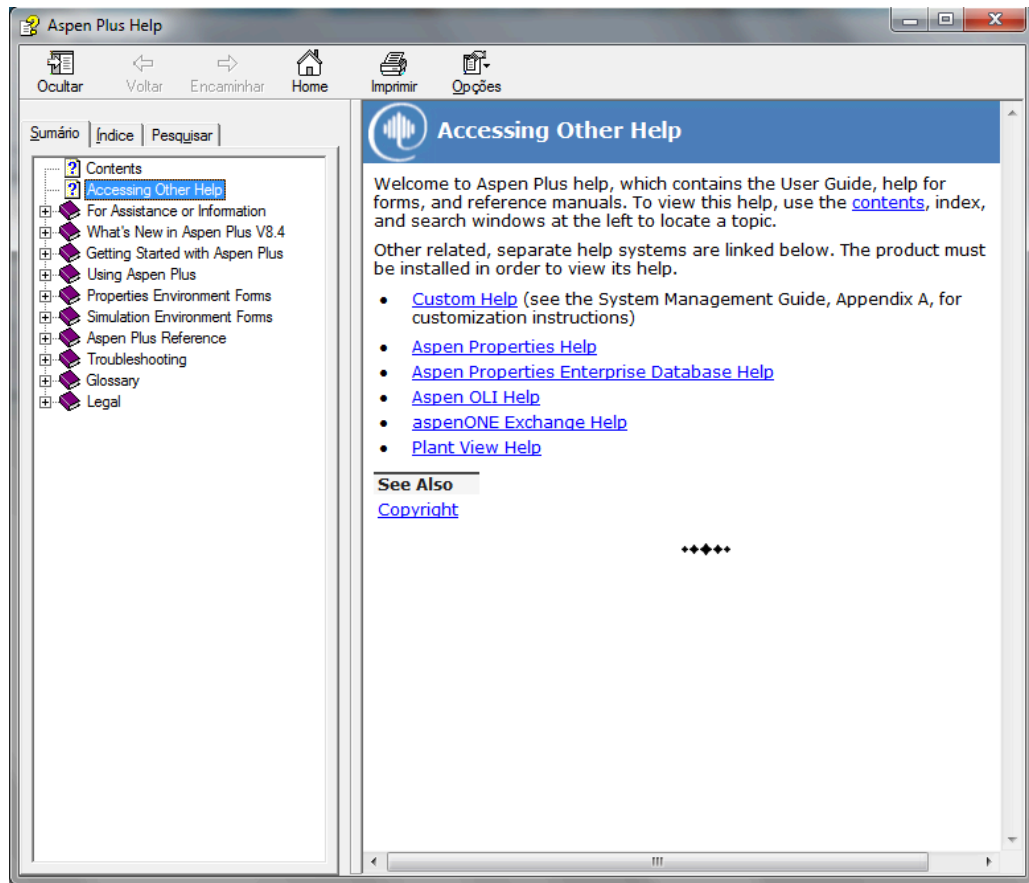 Aspen Plus Help
Ocultar Voltar Encaminhar Home Imprimir Opções
Sumário Índice Pesquisar
Contents
Accessing Other Help
For Assistance or Information
What's New in Aspen Plus V8.4
Getting Started with Aspen Plus
Using Aspen Plus
Properties Environment Forms
Simulation Environment Forms
Aspen Plus Reference
Troubleshooting
Glossary
Legal
Accessing Other Help
Welcome to Aspen Plus help, which contains the User Guide, help for
forms, and reference manuals. To view this help, use the contents, index,
and search windows at the left to locate a topic.
Other related, separate help systems are linked below. The product must
be installed in order to view its help.
• Custom Help (see the System Management Guide, Appendix A, for
customization instructions)
• Aspen Properties Help
• Aspen Properties Enterprise Database Help
• Aspen OLI Help
• aspenONE Exchange Help
• Plant View Help
See Also
Copyright